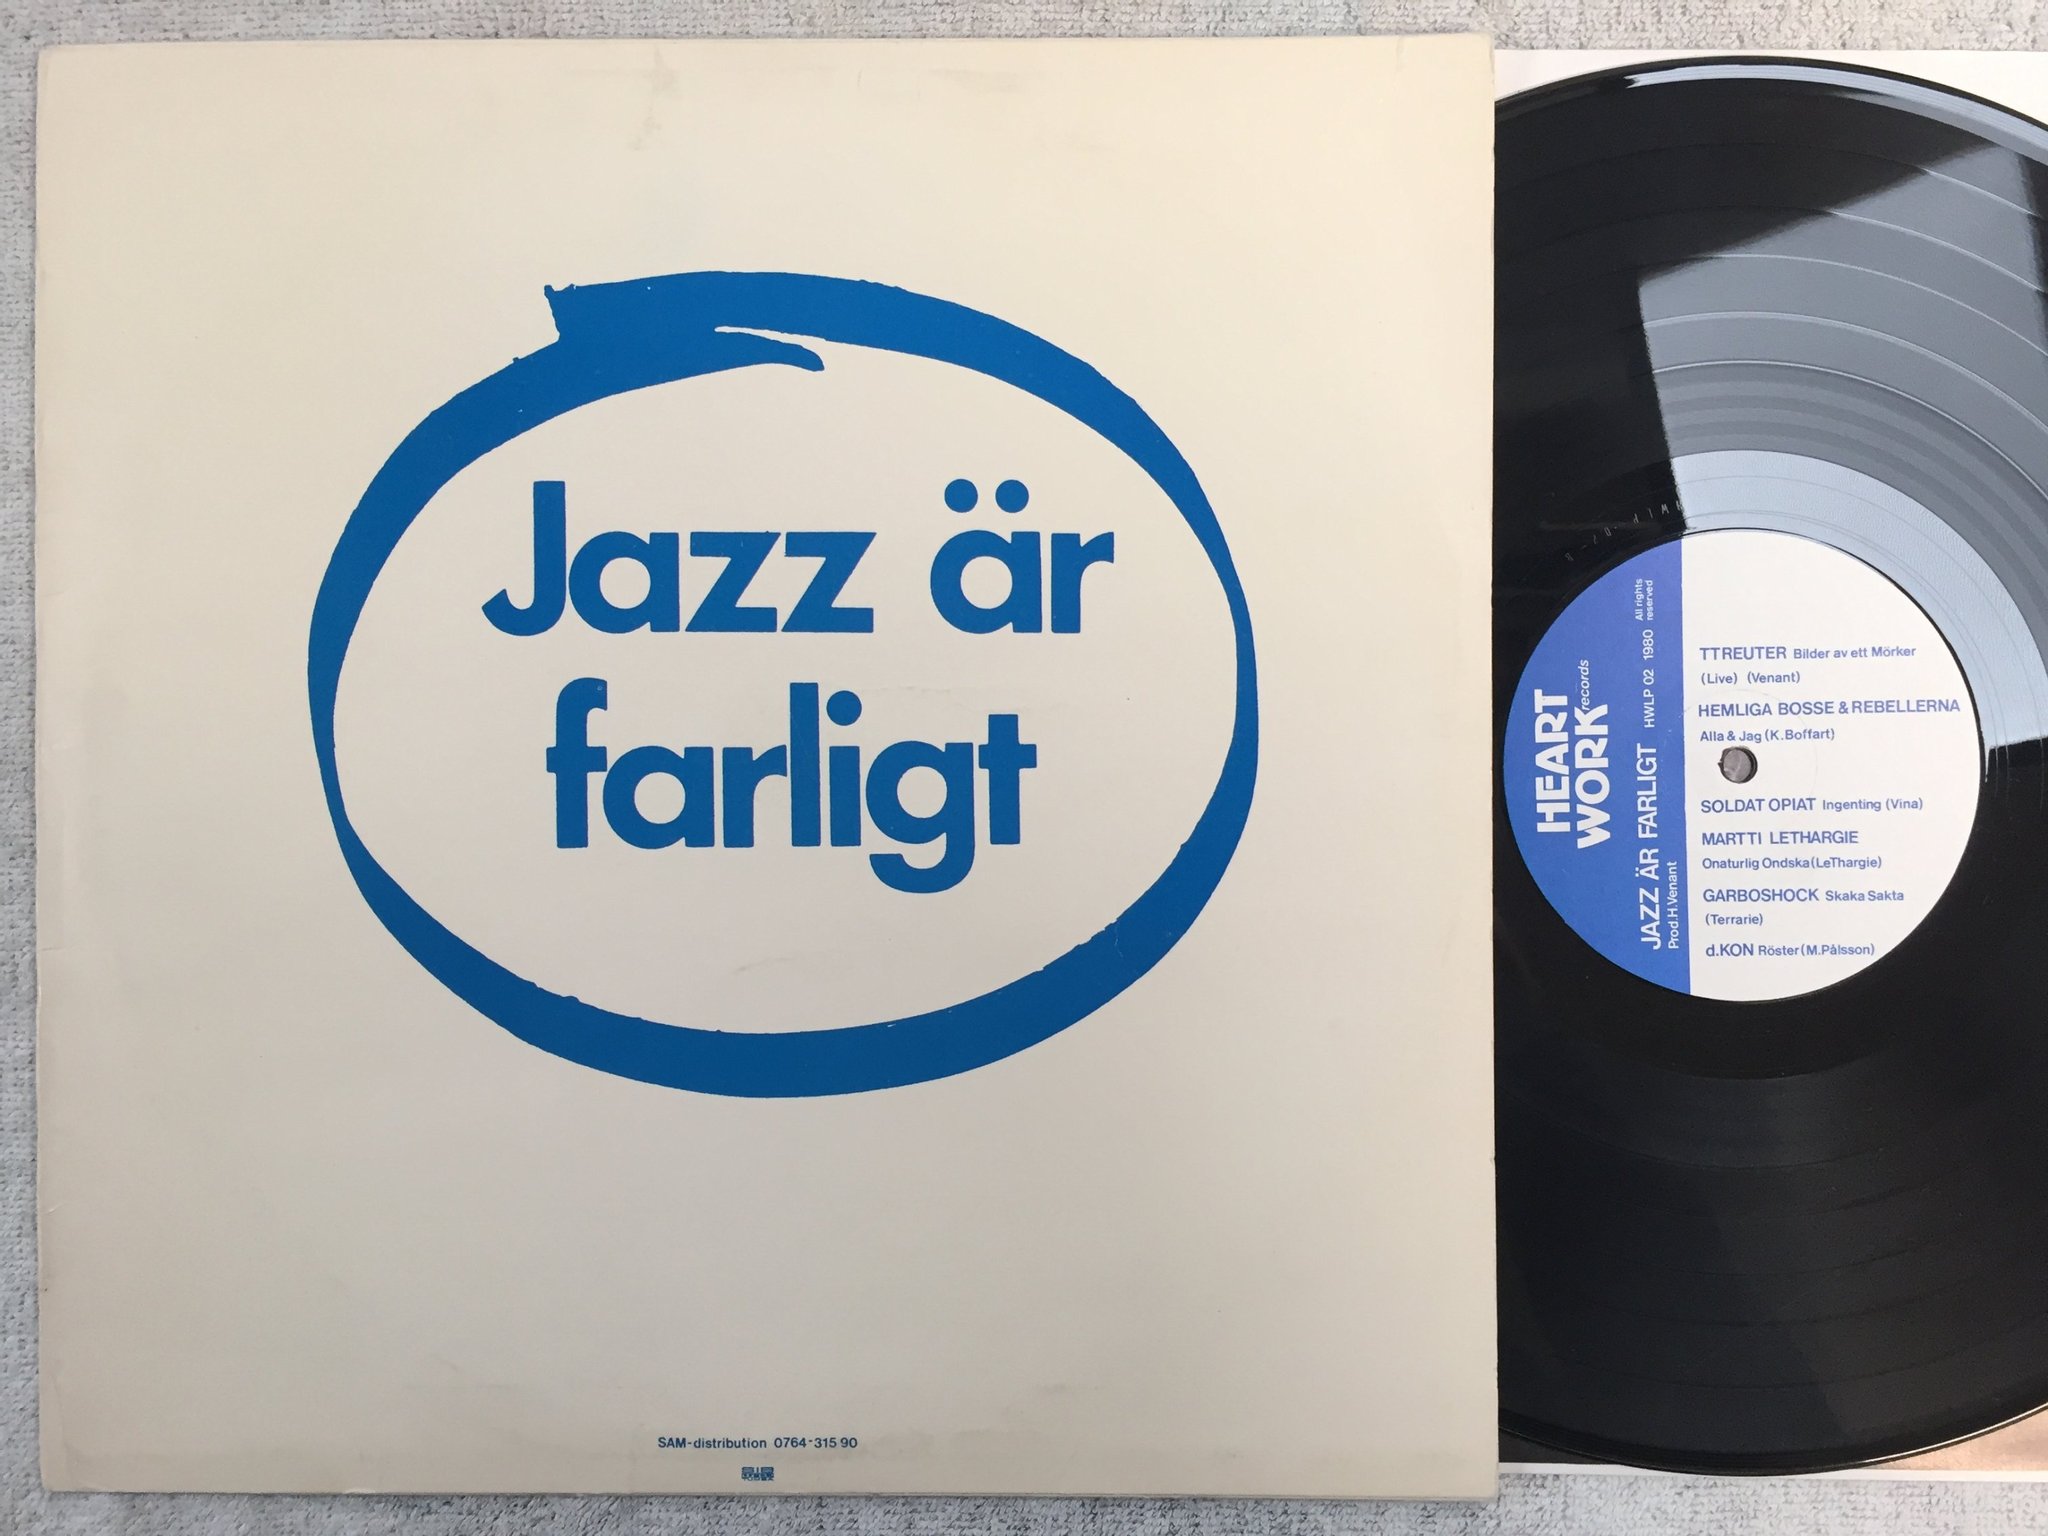 Jazz är
farligt
SAM-distribution 0764-315 90
HEART
WORK
records
JAZZ ÄR FARLIGT HWLP 02 1980 All rights
reserved
Prod.H.Venant
TTREUTER Bilder av ett Mörker
(Live) (Venant)
HEMLIGA BOSSE & REBELLERNA
Alla & Jag (K.Boffart)
SOLDAT OPIAT Ingenting (Vina)
MARTTI LETHARGIE
Onaturlig Ondska(LeThargie)
GARBOSHOCK Skaka Sakta
(Terrarie)
d.KON Röster(M.Pålsson)
HWLP-02-B